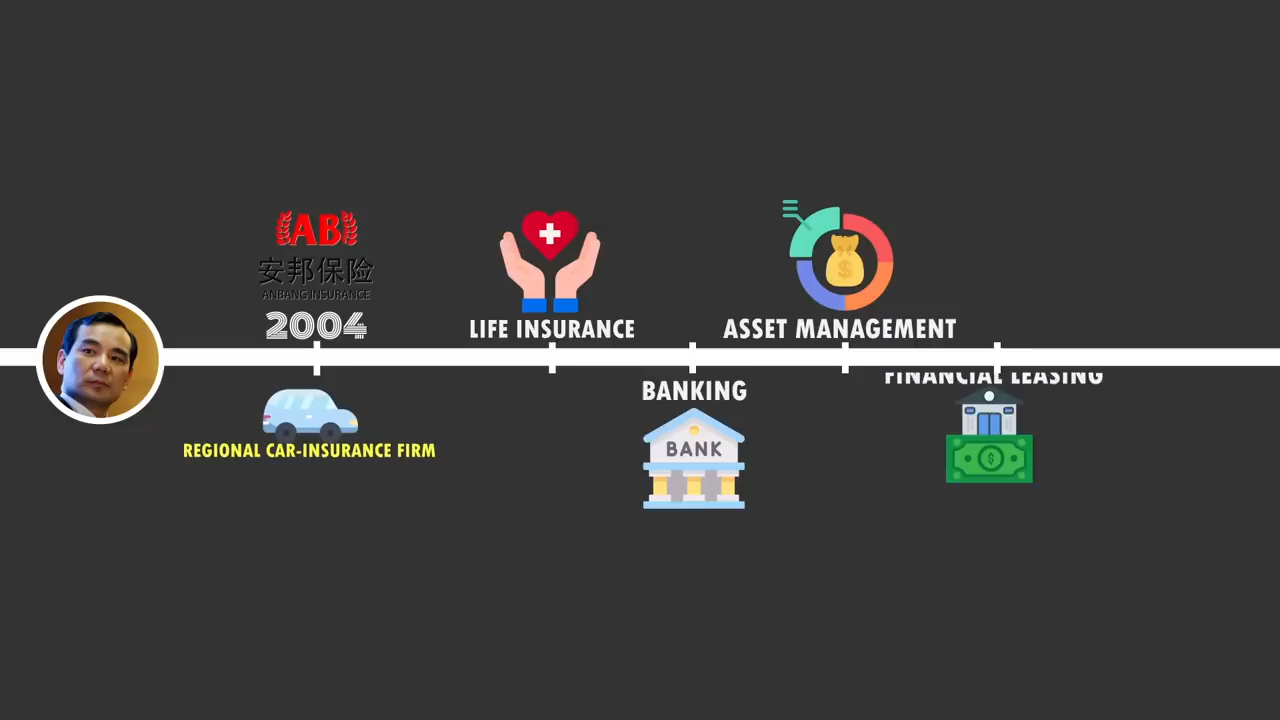 AB
安邦保险
ANBANG INSURANCE
2004
REGIONAL CAR-INSURANCE FIRM
LIFE INSURANCE
BANKING
BANK
ASSET MANAGEMENT
$
FINANCIAL LEASING
$